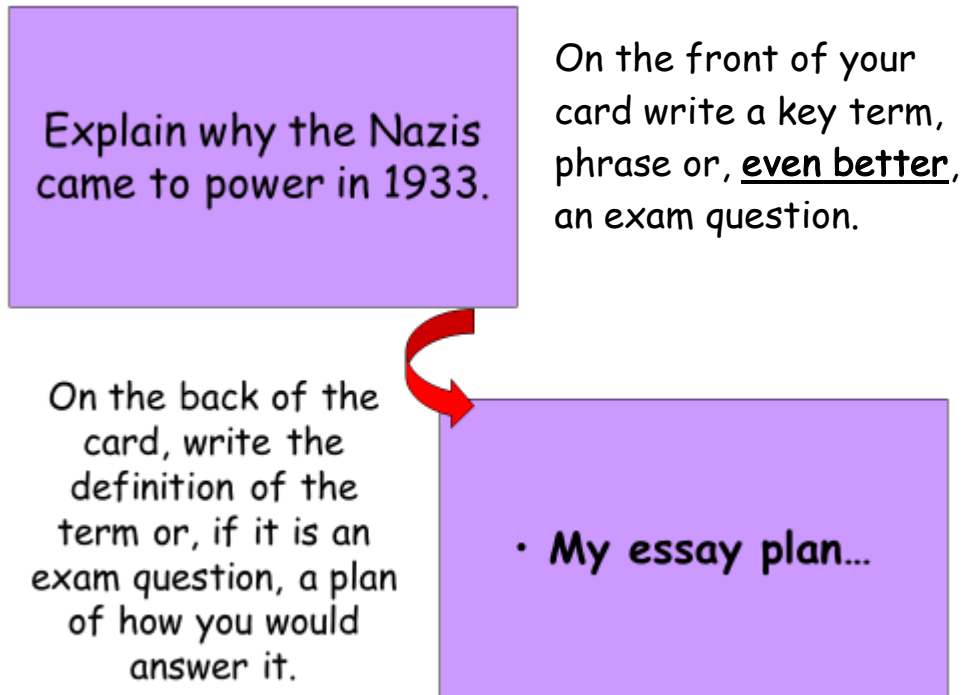 Explain why the Nazis
came to power in 1933.
On the front of your
card write a key term,
phrase or, even better,
an exam question.
On the back of the
card, write the
definition of the
term or, if it is an
exam question, a plan
of how you would
answer it.
• My essay plan...